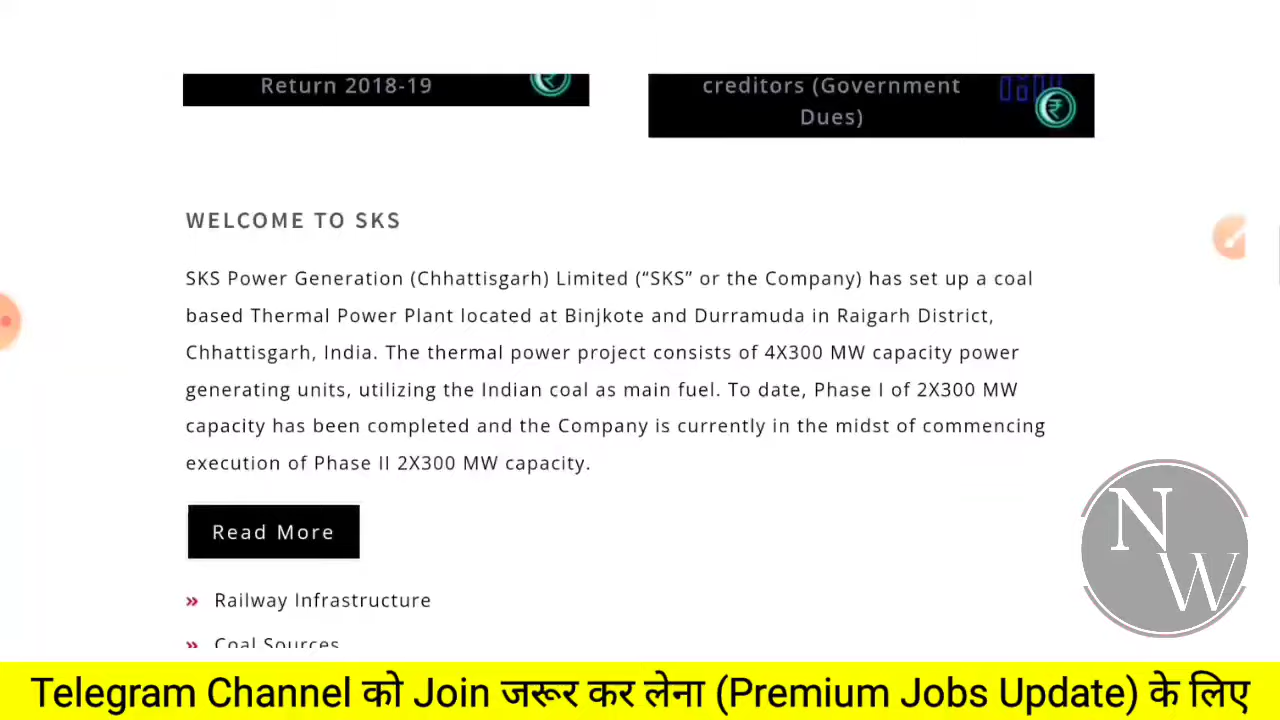 Return 2018-19
creditors (Government
Dues)
WELCOME TO SKS
SKS Power Generation (Chhattisgarh) Limited (“SKS” or the Company) has set up a coal
based Thermal Power Plant located at Binjkote and Durramuda in Raigarh District,
Chhattisgarh, India. The thermal power project consists of 4X300 MW capacity power
generating units, utilizing the Indian coal as main fuel. To date, Phase I of 2X300 MW
capacity has been completed and the Company is currently in the midst of commencing
execution of Phase II 2X300 MW capacity.
Read More
» Railway Infrastructure
» Coal Sources
NW
Telegram Channel को Join जरूर कर लेना (Premium Jobs Update) के लिए